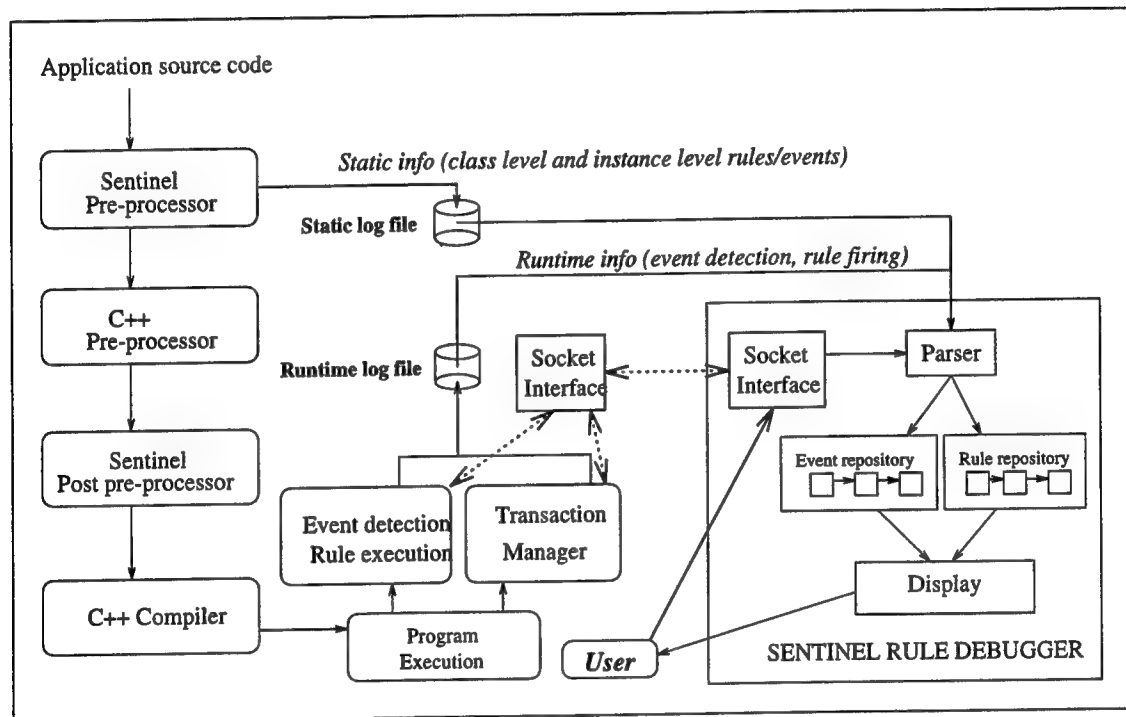 Application source code
Static info (class level and instance level rules/events)
Sentinel
Pre-processor
Static log file
Runtime info (event detection, rule firing)
C++
Pre-processor
Runtime log file
Socket
Interface
Socket
Interface
Parser
Sentinel
Post pre-processor
Event repository
Rule repository
Event detection
Rule execution
Transaction
Manager
C++ Compiler
Display
Program
Execution
User
SENTINEL RULE DEBUGGER